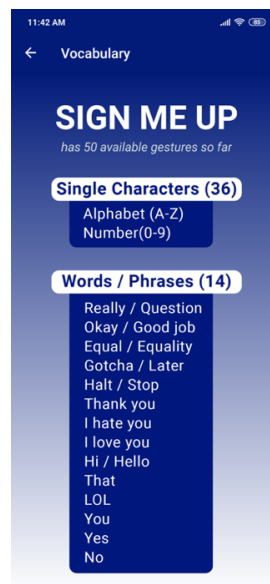 11:42 AM
85
Vocabulary
SIGN ME UP
has 50 available gestures so far
Single Characters (36)
Alphabet (A-Z)
Number(0-9)
Words / Phrases (14)
Really / Question
Okay / Good job
Equal / Equality
Gotcha / Later
Halt / Stop
Thank you
I hate you
I love you
Hi / Hello
That
LOL
You
Yes
No